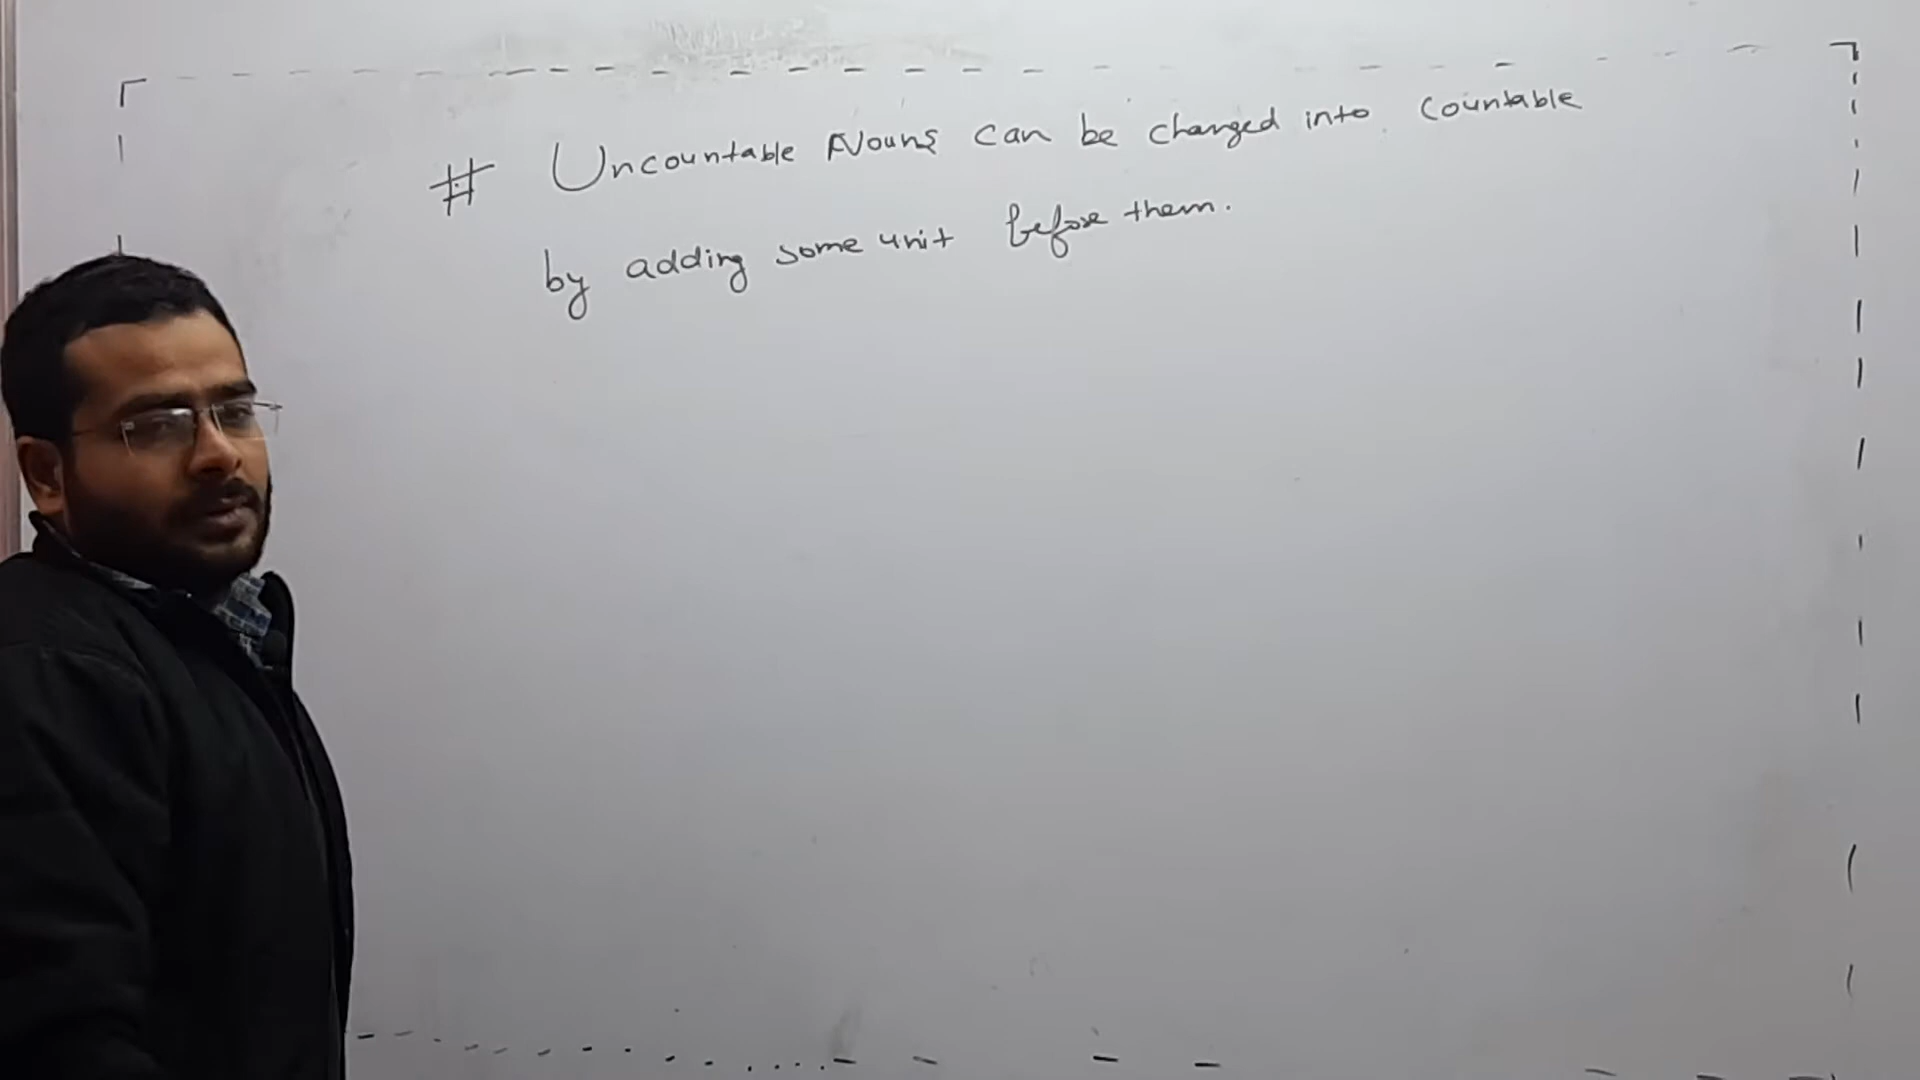 # Uncountable Nouns can be changed into Countable
by adding some unit before them.